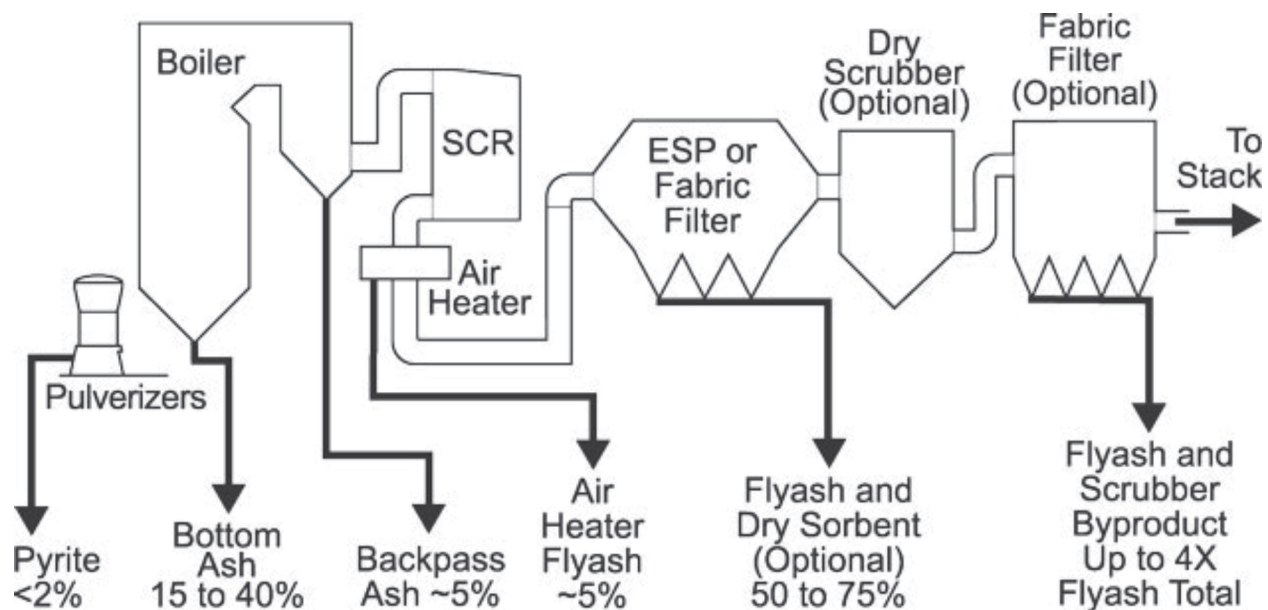 Boiler
SCR
Air
Heater
Pulverizers
ESP or
Fabric
Filter
Dry
Scrubber
(Optional)
Fabric
Filter
(Optional)
To
Stack
Pyrite
<2%
Bottom
Ash
15 to 40%
Backpass
Ash ~5%
Air
Heater
Flyash
~5%
Flyash and
Dry Sorbent
(Optional)
50 to 75%
Flyash and
Scrubber
Byproduct
Up to 4X
Flyash Total